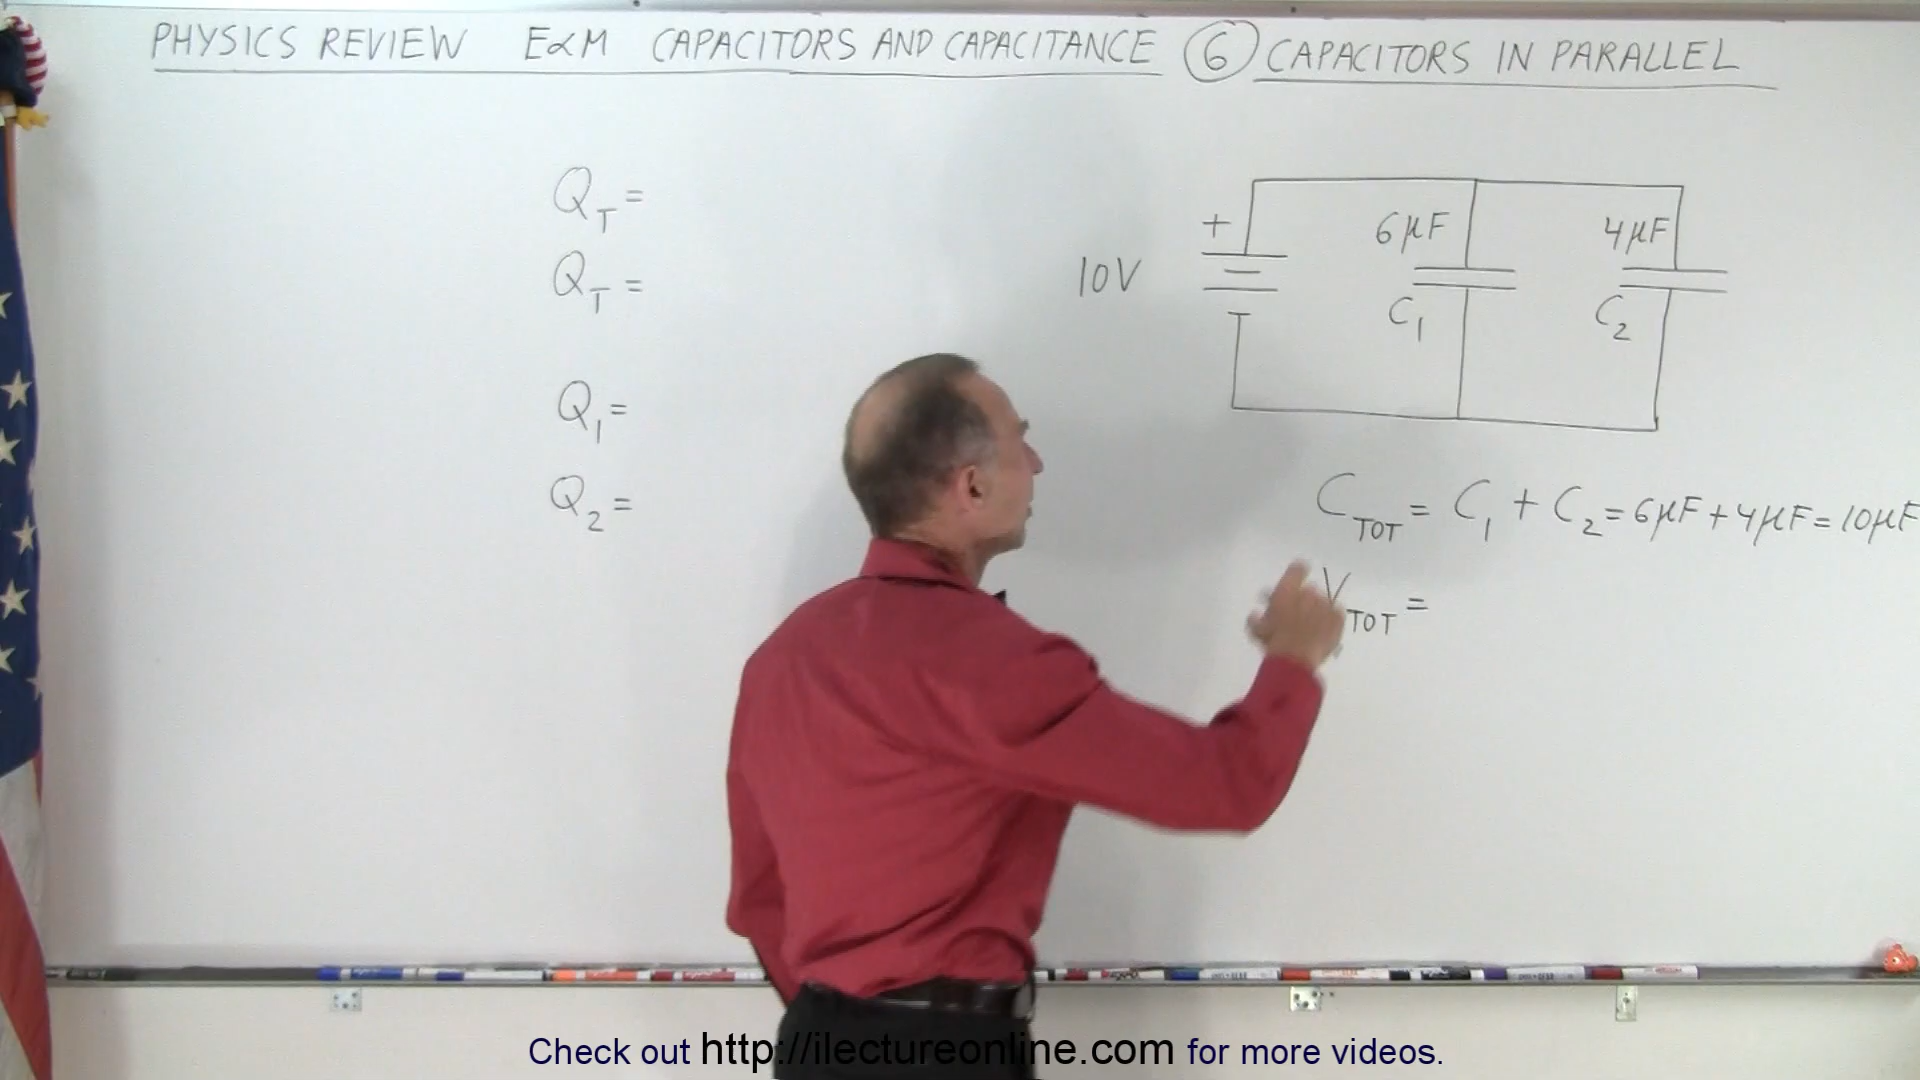 PHYSICS REVIEW E&M CAPACITORS AND CAPACITANCE 6 CAPACITORS IN PARALLEL
Q_T =
Q_T =
Q_1 =
Q_2 =
+
10V
6μF
C_1
4μF
C_2
C_TOT = C_1 + C_2 = 6μF + 4μF = 10μF
V_TOT =
Check out http://ilectureonline.com for more videos.